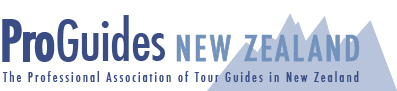 ProGuides NEW ZEALAND
The Professional Association of Tour Guides in New Zealand